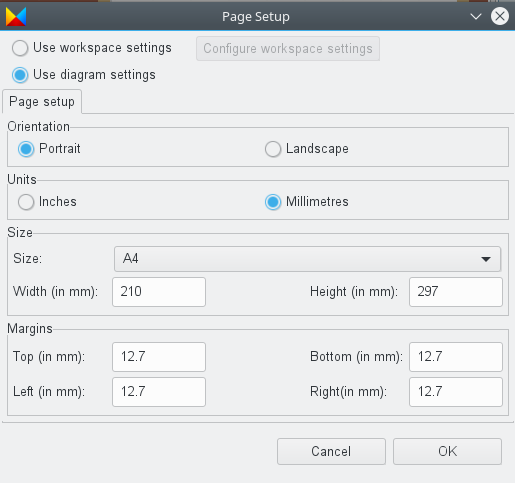 Page Setup
Use workspace settings Configure workspace settings
Use diagram settings
Page setup
Orientation
Portrait Landscape
Units
Inches Millimetres
Size
Size: A4
Width (in mm): 210 Height (in mm): 297
Margins
Top (in mm): 12.7 Bottom (in mm): 12.7
Left (in mm): 12.7 Right(in mm): 12.7
Cancel OK